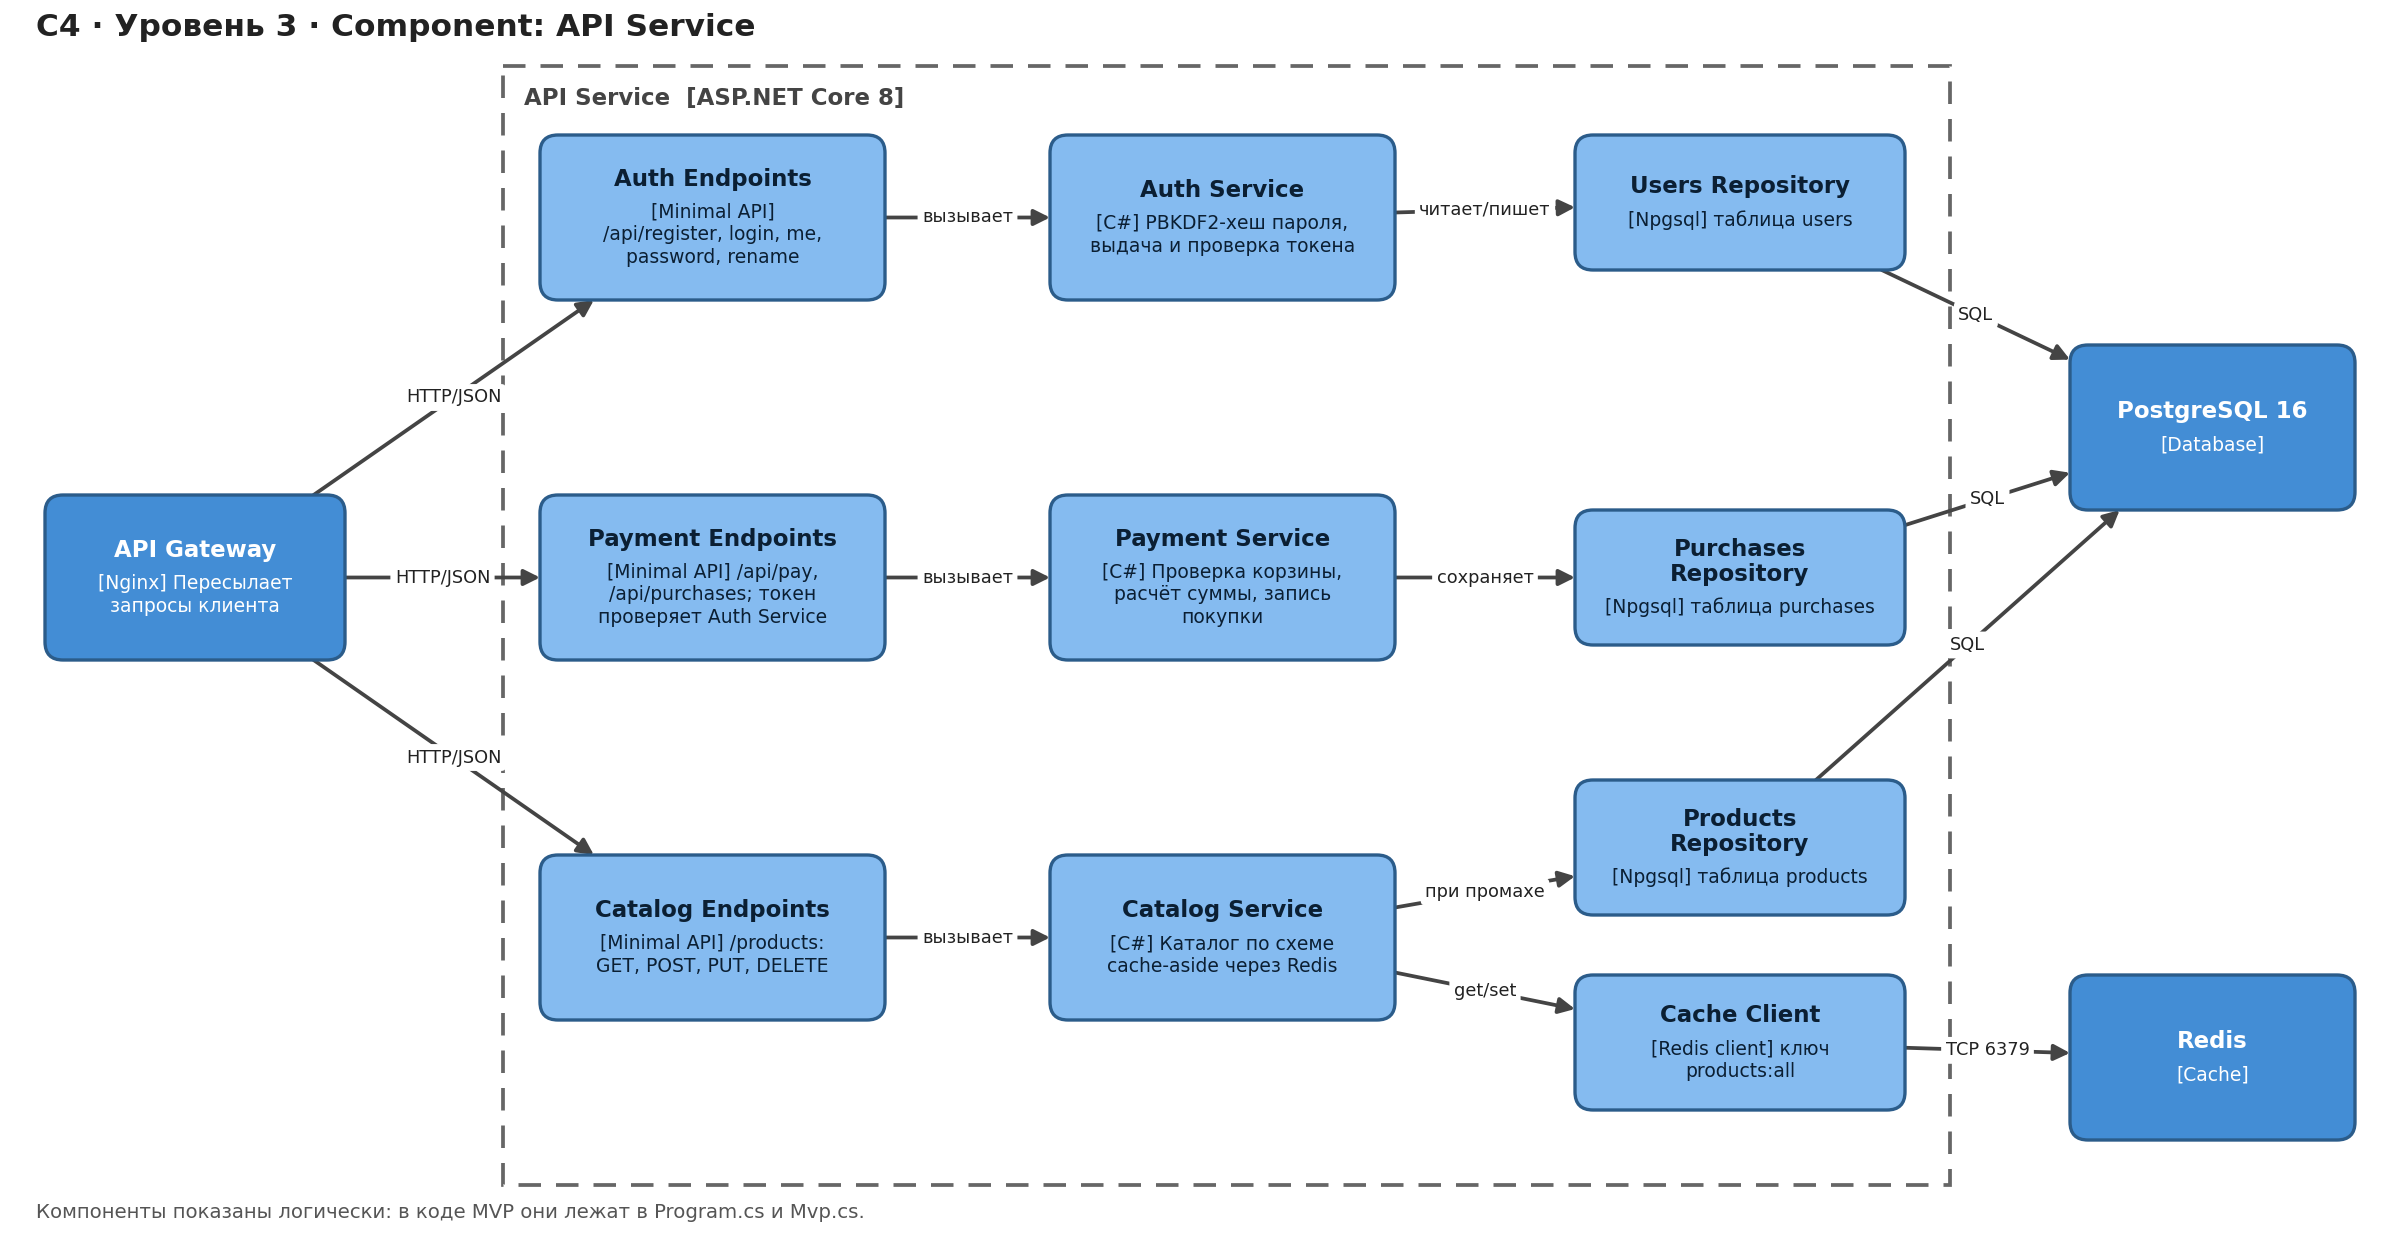 C4 · Уровень 3 · Component: API Service
API Service [ASP.NET Core 8]
Auth Endpoints
[Minimal API]
/api/register, login, me,
password, rename
вызывает
Auth Service
[C#] PBKDF2-хеш пароля,
выдача и проверка токена
читает/пишет
Users Repository
[Npgsql] таблица users
SQL
HTTP/JSON
PostgreSQL 16
[Database]
API Gateway
[Nginx] Пересылает
запросы клиента
HTTP/JSON
Payment Endpoints
[Minimal API] /api/pay,
/api/purchases; токен
проверяет Auth Service
вызывает
Payment Service
[C#] Проверка корзины,
расчёт суммы, запись
покупки
сохраняет
Purchases
Repository
[Npgsql] таблица purchases
SQL
SQL
HTTP/JSON
Catalog Endpoints
[Minimal API] /products:
GET, POST, PUT, DELETE
вызывает
Catalog Service
[C#] Каталог по схеме
cache-aside через Redis
при промахе
Products
Repository
[Npgsql] таблица products
get/set
Cache Client
[Redis client] ключ
products:all
TCP 6379
Redis
[Cache]
Компоненты показаны логически: в коде MVP они лежат в Program.cs и Mvp.cs.